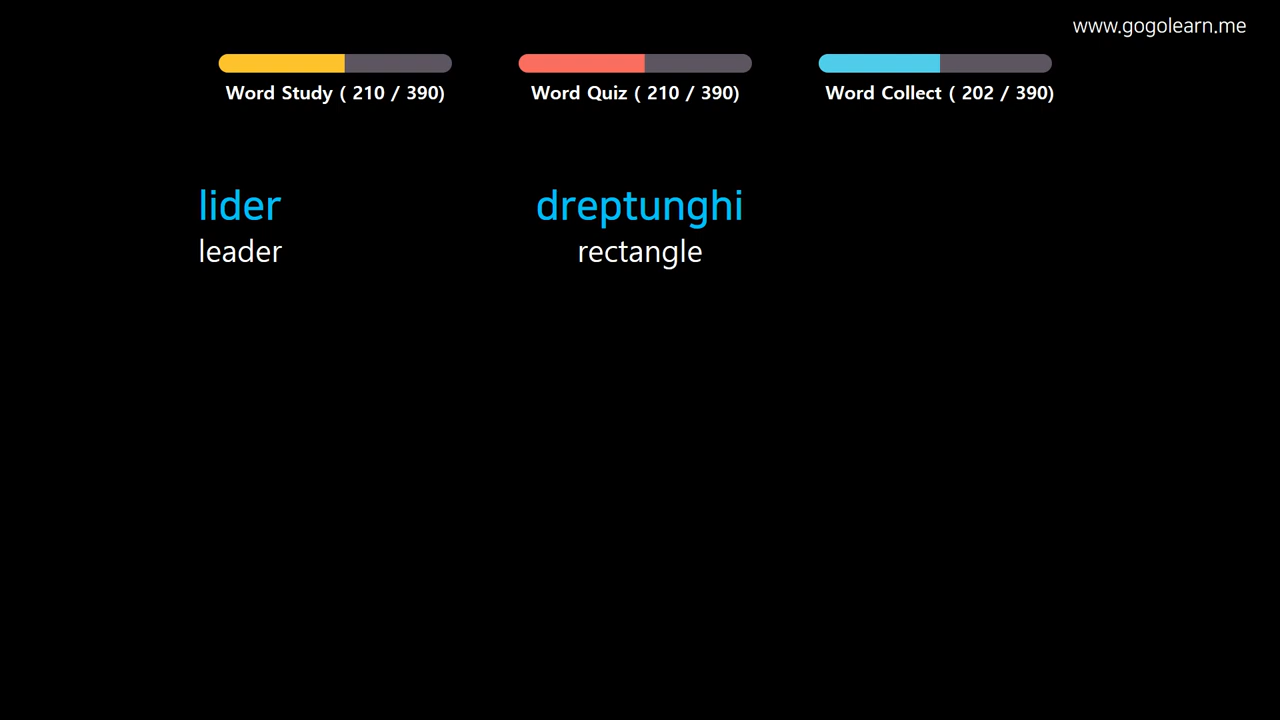 www.gogolearn.me
Word Study ( 210 / 390)
Word Quiz ( 210 / 390)
Word Collect ( 202 / 390)
lider
leader
dreptunghi
rectangle